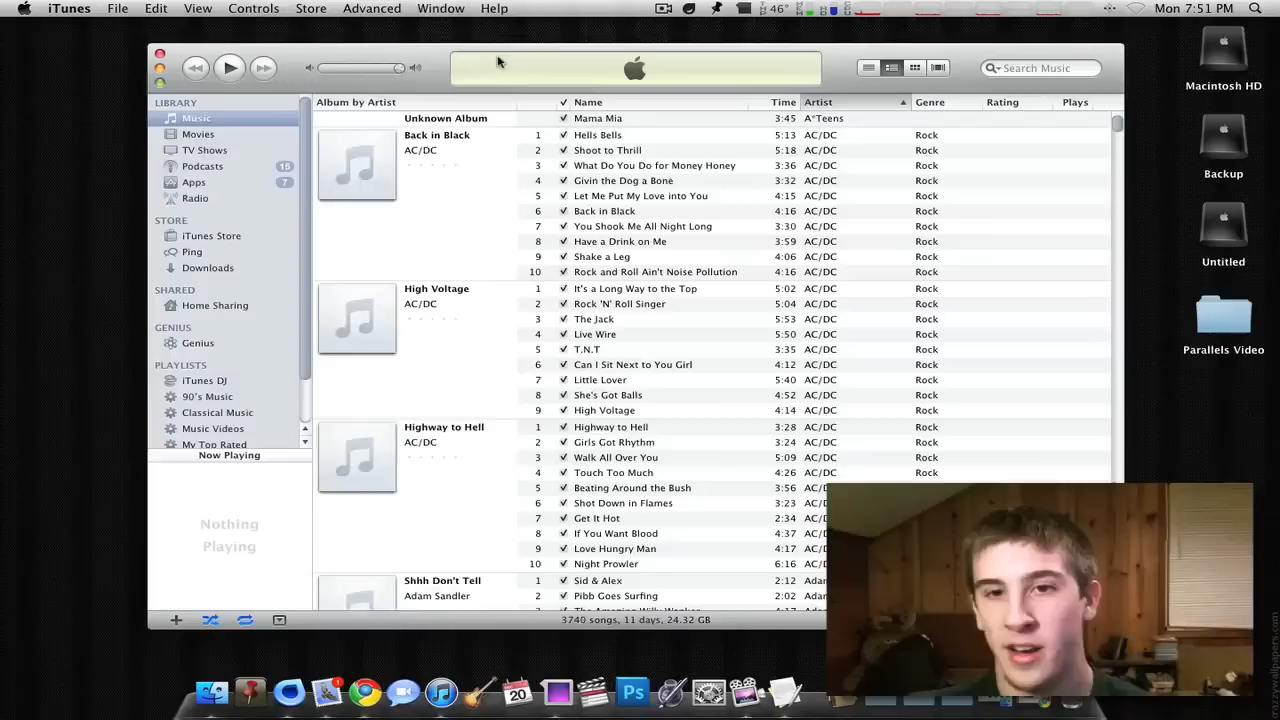 iTunes File Edit View Controls Store Window Advanced Help 46° Mon 7:51 PM
Search Music
LIBRARY Album by Artist ✓ Name Time Artist Genre Rating Plays
Music Unknown Album Mama Mia 3:45 A*Teens
Movies Back in Black 1 Hells Bells 5:13 AC/DC Rock
TV Shows AC/DC 2 Shoot to Thrill 5:18 AC/DC Rock
Podcasts 15 3 What Do You Do for Money Honey 3:36 AC/DC Rock
Apps 7 4 Givin the Dog a Bone 3:32 AC/DC Rock
Radio 5 Let Me Put My Love into You 4:15 AC/DC Rock
6 Back in Black 4:16 AC/DC Rock
STORE 7 You Shook Me All Night Long 3:30 AC/DC Rock
iTunes Store 8 Have a Drink on Me 3:59 AC/DC Rock
Ping 9 Shake a Leg 4:06 AC/DC Rock
Downloads 10 Rock and Roll Ain't Noise Pollution 4:16 AC/DC Rock
SHARED High Voltage 1 It's a Long Way to the Top 5:02 AC/DC Rock
Home Sharing AC/DC 2 Rock 'N' Roll Singer 5:04 AC/DC Rock
3 The Jack 5:53 AC/DC Rock
GENIUS 4 Live Wire 5:50 AC/DC Rock
Genius 5 T.N.T 3:35 AC/DC Rock
PLAYLISTS 6 Can I Sit Next to You Girl 4:12 AC/DC Rock
iTunes DJ 7 Little Lover 5:40 AC/DC Rock
90's Music 8 She's Got Balls 4:52 AC/DC Rock
Classical Music 9 High Voltage 4:14 AC/DC Rock
Music Videos Highway to Hell 1 Highway to Hell 3:28 AC/DC Rock
My Top Rated AC/DC 2 Girls Got Rhythm 3:24 AC/DC Rock
Now Playing 3 Walk All Over You 5:09 AC/DC Rock
4 Touch Too Much 4:26 AC/DC Rock
5 Beating Around the Bush 3:56
6 Shot Down in Flames 3:23
Nothing 7 Get It Hot 2:34
Playing 8 If You Want Blood 4:37
9 Love Hungry Man 4:17
10 Night Prowler 6:16
Shhh Don't Tell 1 Sid & Alex 2:12
Adam Sandler 2 Pibb Goes Surfing 2:02
3740 songs, 11 days, 24.32 GB
Macintosh HD
Backup
Untitled
Parallels Video
20
Ps